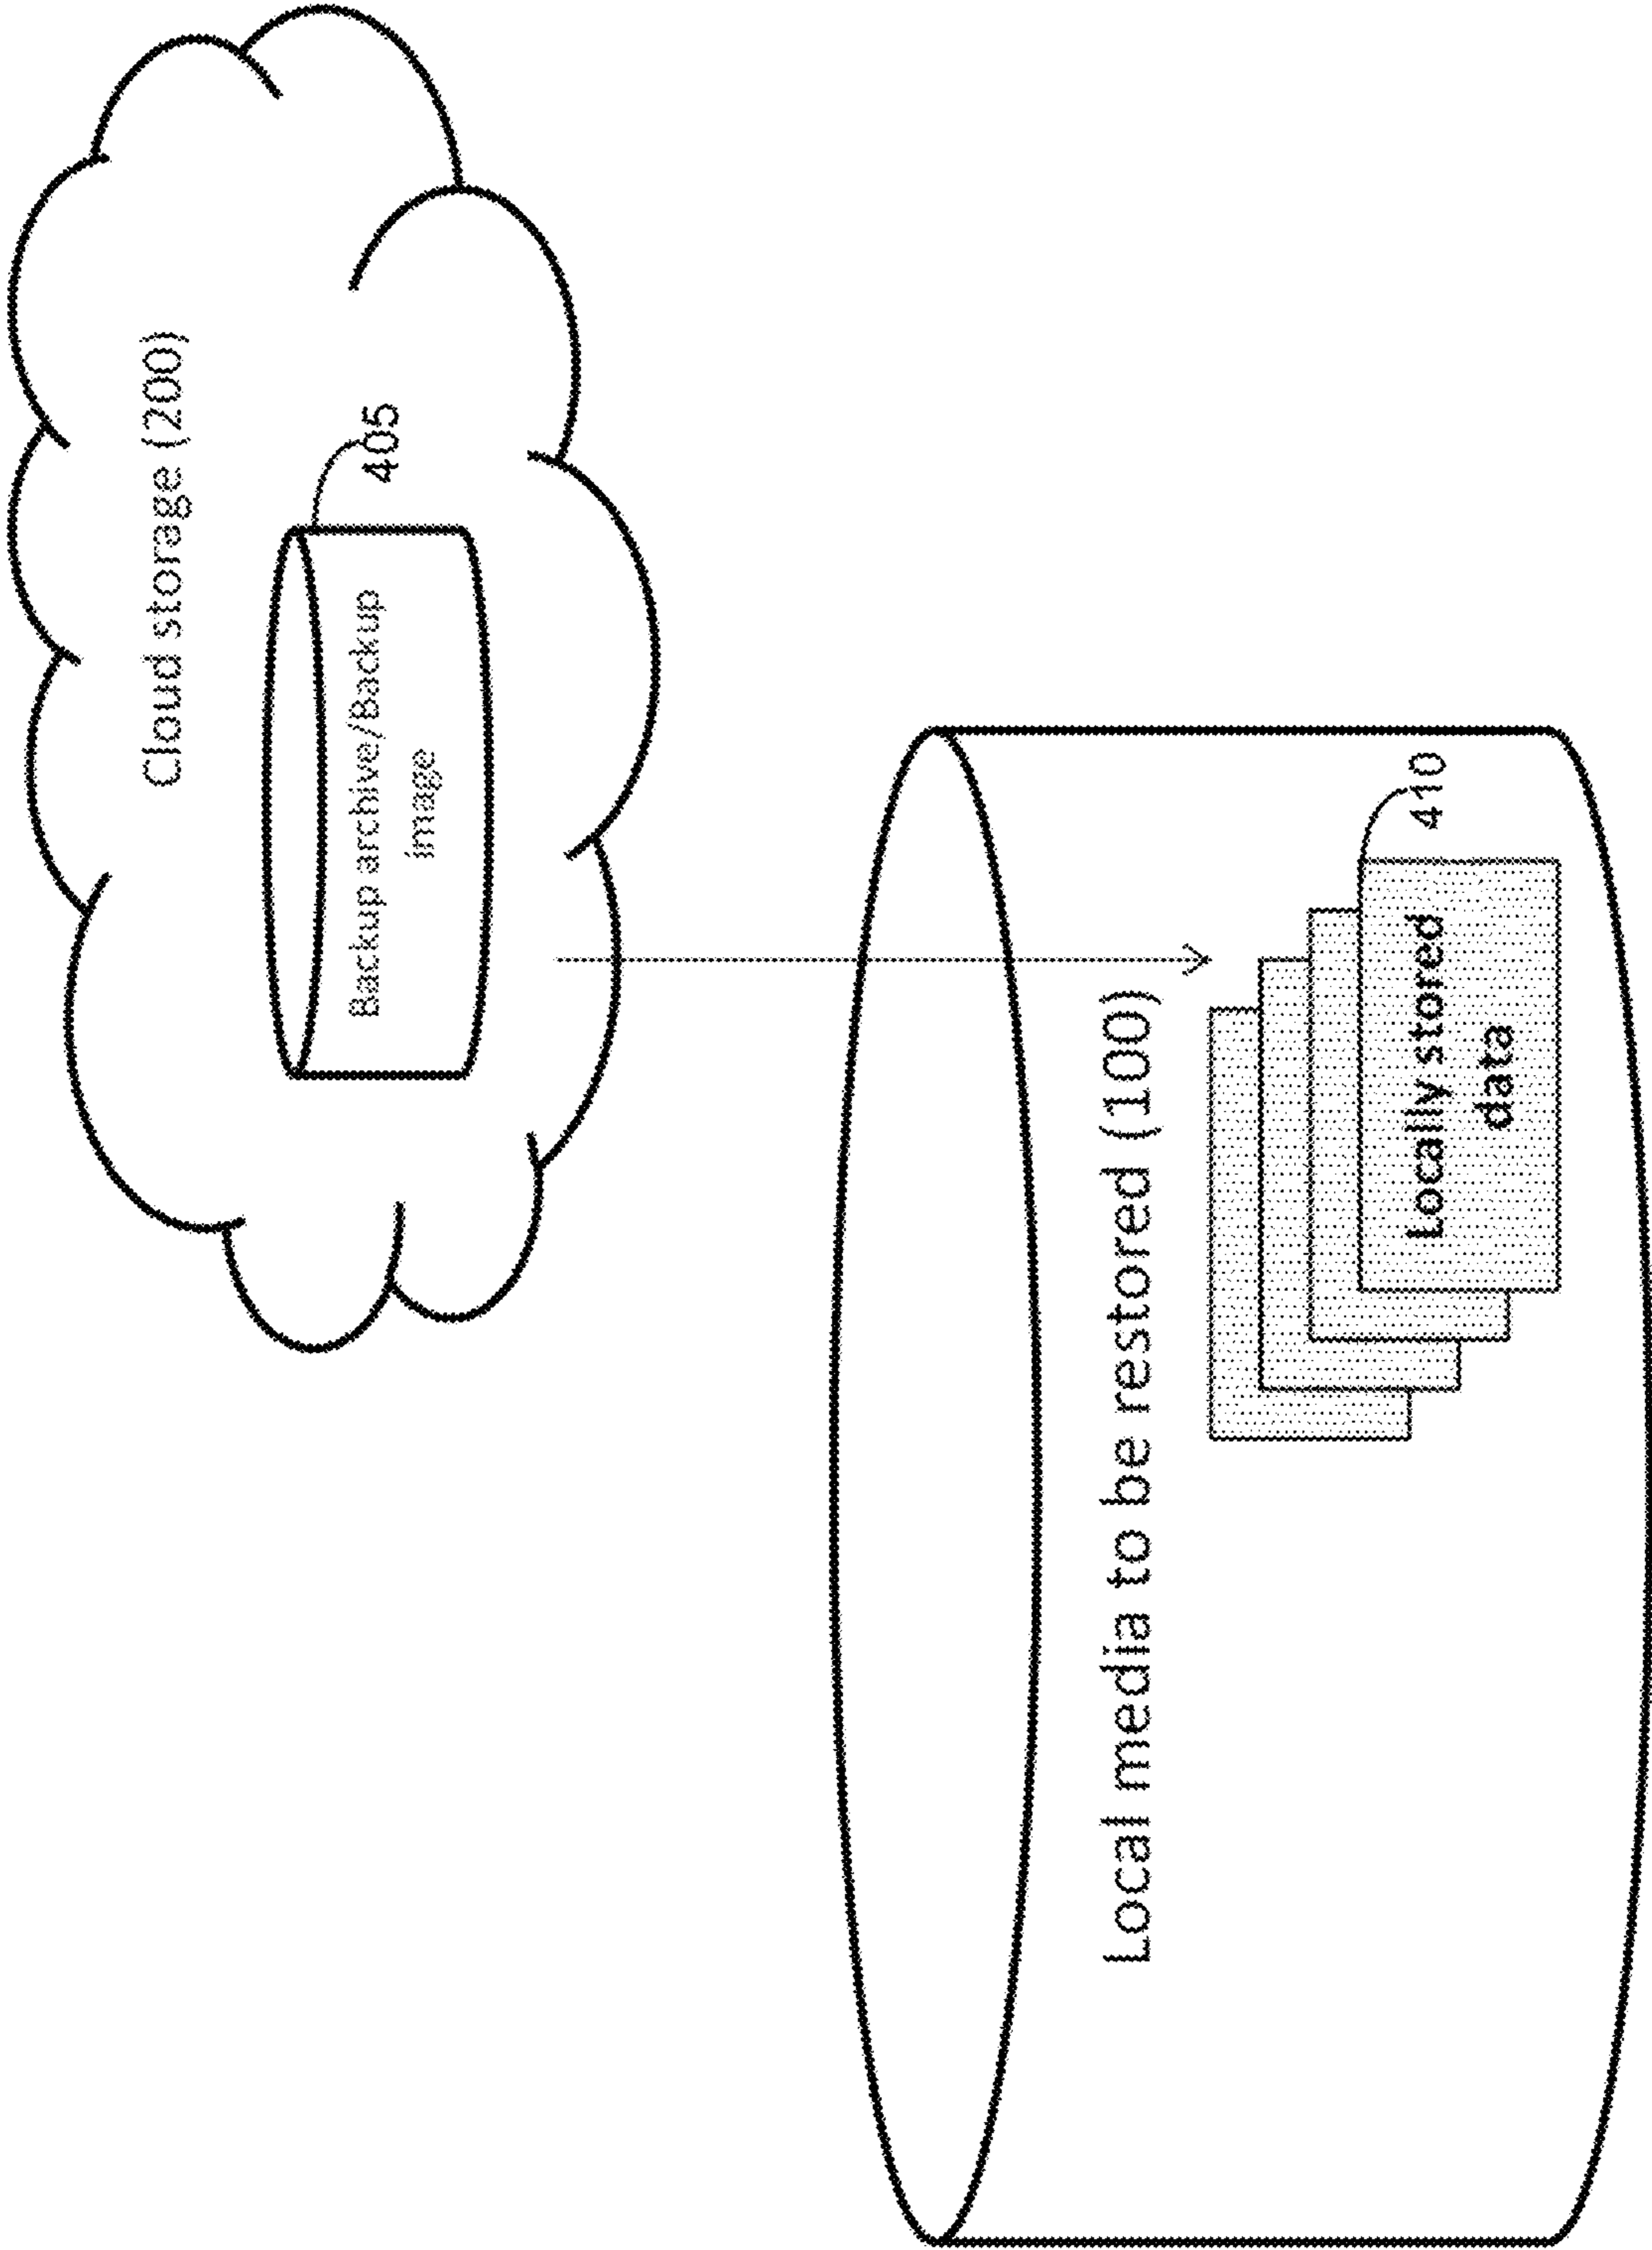 Cloud storage (200)
405
Backup archive/Backup
image
Local media to be restored (100)
410
Locally stored
data